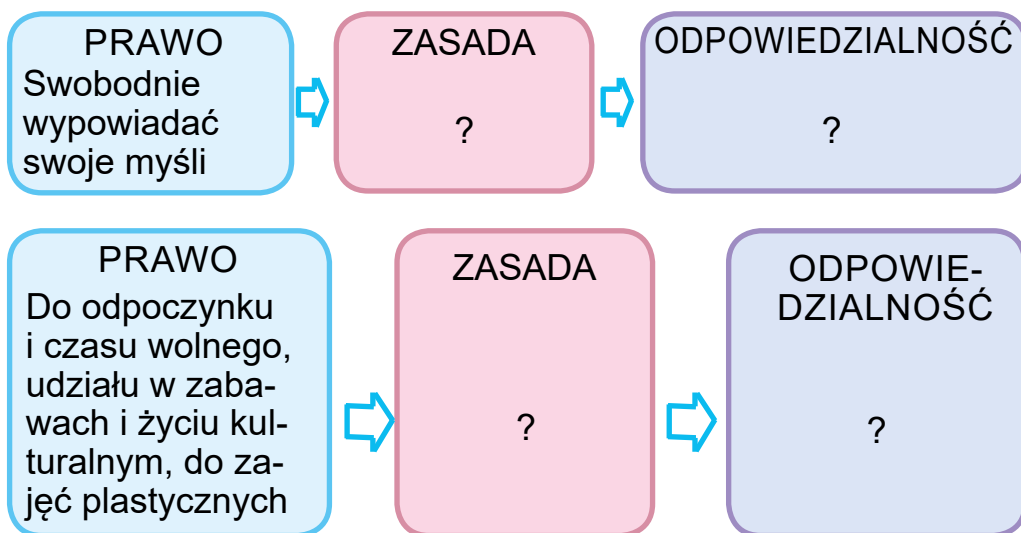 PRAWO
Swobodnie
wypowiadać
swoje myśli
ZASADA
?
ODPOWIEDZIALNOŚĆ
?
PRAWO
Do odpoczynku
i czasu wolnego,
udziału w zaba-
wach i życiu kul-
turalnym, do za-
jęć plastycznych
ZASADA
?
ODPOWIE-
DZIALNOŚĆ
?